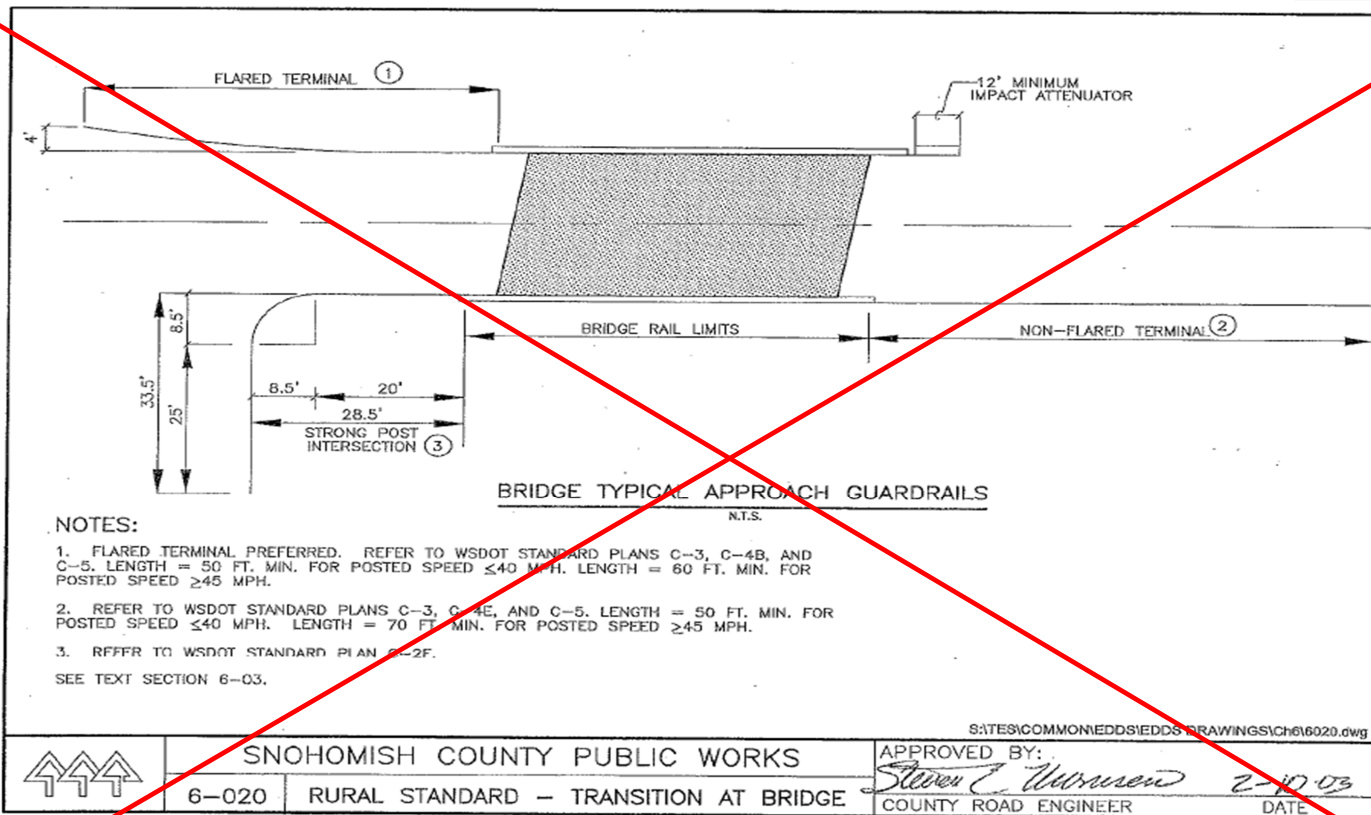 FLARED TERMINAL 1
12' MINIMUM
IMPACT ATTENUATOR
4'
BRIDGE RAIL LIMITS
NON-FLARED TERMINAL 2
8.5'
33.5'
25'
8.5'
20'
28.5'
STRONG POST
INTERSECTION 3
BRIDGE TYPICAL APPROACH GUARDRAILS
N.T.S.
NOTES:
1. FLARED TERMINAL PREFERRED. REFER TO WSDOT STANDARD PLANS C-3, C-4B, AND
C-5. LENGTH = 50 FT. MIN. FOR POSTED SPEED ≤40 MPH. LENGTH = 60 FT. MIN. FOR
POSTED SPEED ≥45 MPH.
2. REFER TO WSDOT STANDARD PLANS C-3, C-4E, AND C-5. LENGTH = 50 FT. MIN. FOR
POSTED SPEED ≤40 MPH. LENGTH = 70 FT. MIN. FOR POSTED SPEED ≥45 MPH.
3. REFER TO WSDOT STANDARD PLAN C-2F.
SEE TEXT SECTION 6-03.
S:\TES\COMMON\EDDS\EDDS DRAWINGS\Ch6\6020.dwg
SNOHOMISH COUNTY PUBLIC WORKS
6-020 RURAL STANDARD - TRANSITION AT BRIDGE
APPROVED BY:
Steven 2-10-03
COUNTY ROAD ENGINEER DATE